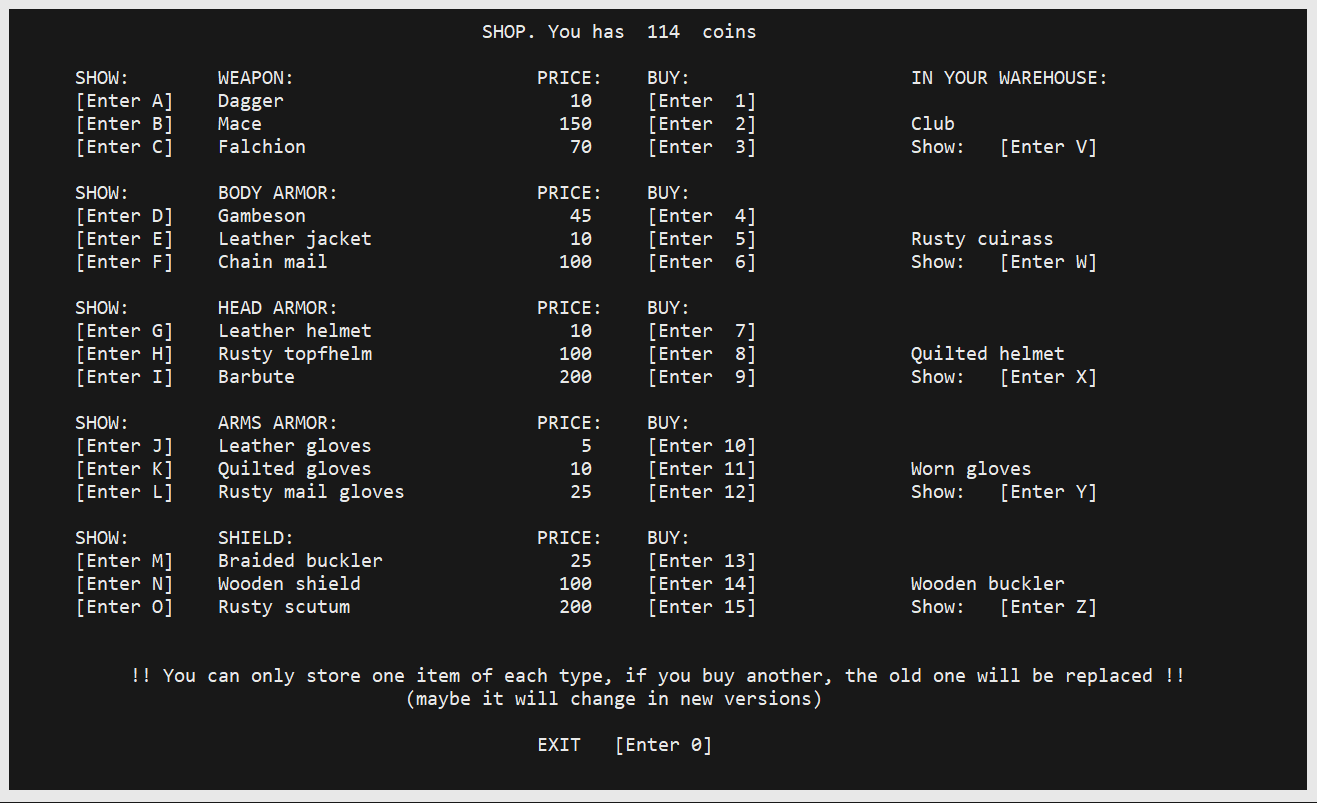 SHOP. You has 114 coins
SHOW: WEAPON: PRICE: BUY: IN YOUR WAREHOUSE:
[Enter A] Dagger 10 [Enter 1]
[Enter B] Mace 150 [Enter 2] Club
[Enter C] Falchion 70 [Enter 3] Show: [Enter V]
SHOW: BODY ARMOR: PRICE: BUY:
[Enter D] Gambeson 45 [Enter 4]
[Enter E] Leather jacket 10 [Enter 5] Rusty cuirass
[Enter F] Chain mail 100 [Enter 6] Show: [Enter W]
SHOW: HEAD ARMOR: PRICE: BUY:
[Enter G] Leather helmet 10 [Enter 7]
[Enter H] Rusty topfhelm 100 [Enter 8] Quilted helmet
[Enter I] Barbute 200 [Enter 9] Show: [Enter X]
SHOW: ARMS ARMOR: PRICE: BUY:
[Enter J] Leather gloves 5 [Enter 10]
[Enter K] Quilted gloves 10 [Enter 11] Worn gloves
[Enter L] Rusty mail gloves 25 [Enter 12] Show: [Enter Y]
SHOW: SHIELD: PRICE: BUY:
[Enter M] Braided buckler 25 [Enter 13]
[Enter N] Wooden shield 100 [Enter 14] Wooden buckler
[Enter O] Rusty scutum 200 [Enter 15] Show: [Enter Z]
!! You can only store one item of each type, if you buy another, the old one will be replaced !!
(maybe it will change in new versions)
EXIT [Enter 0]